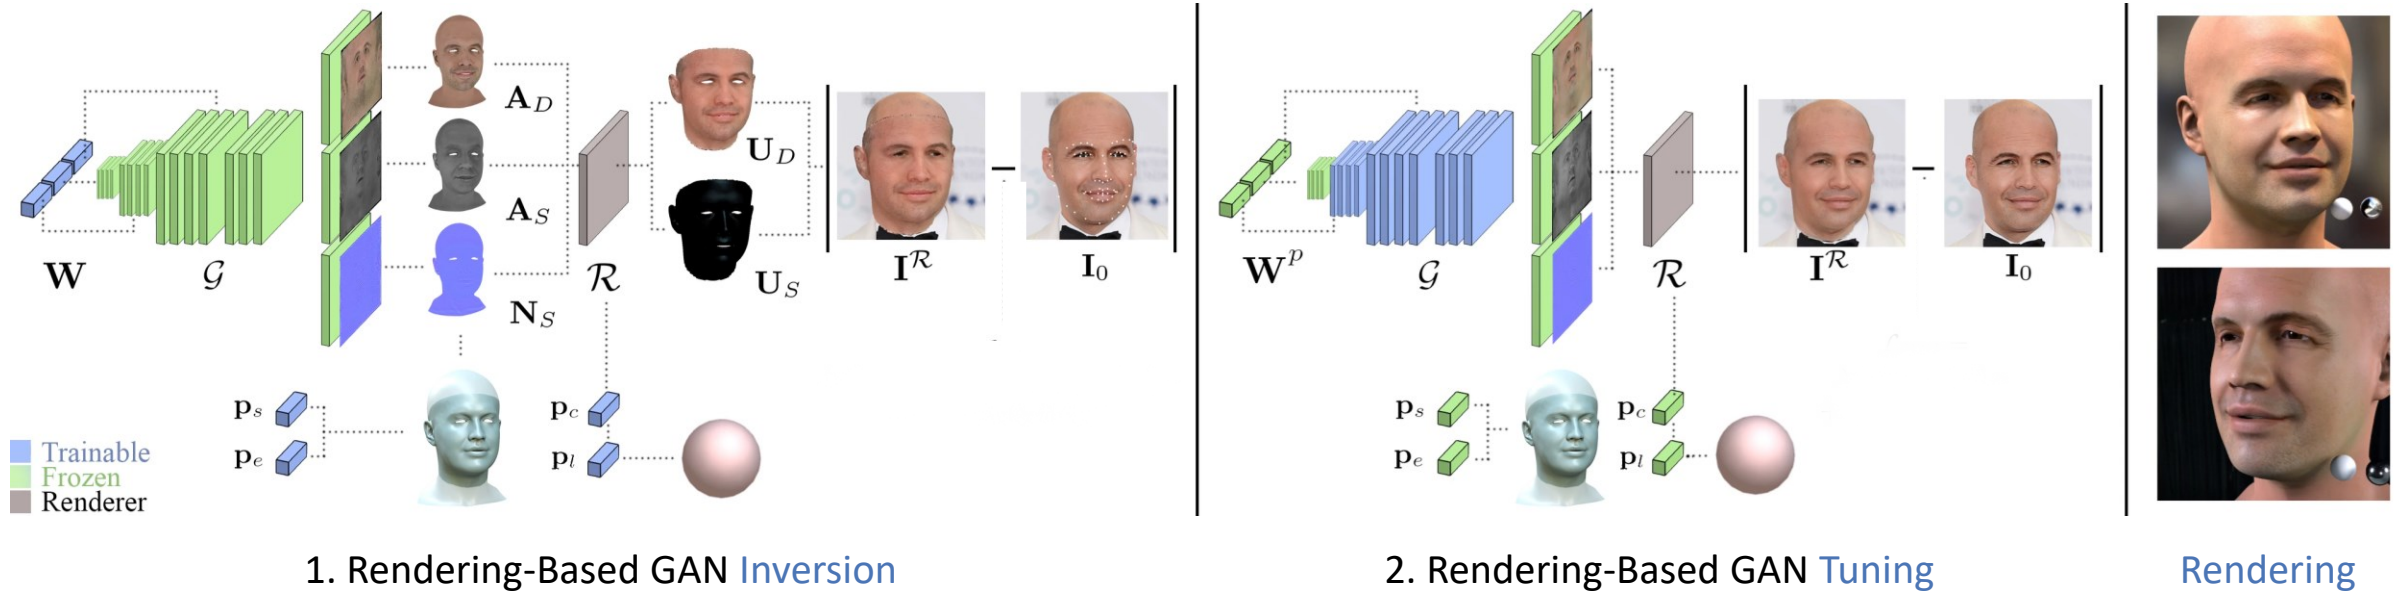 A_D
A_S
N_S
W
𝒢
ℛ
U_D
U_S
I^ℛ
I_0
p_s
p_e
p_c
p_l
Trainable
Frozen
Renderer
1. Rendering-Based GAN Inversion
W^p
𝒢
ℛ
I^ℛ
I_0
p_s
p_e
p_c
p_l
2. Rendering-Based GAN Tuning
Rendering